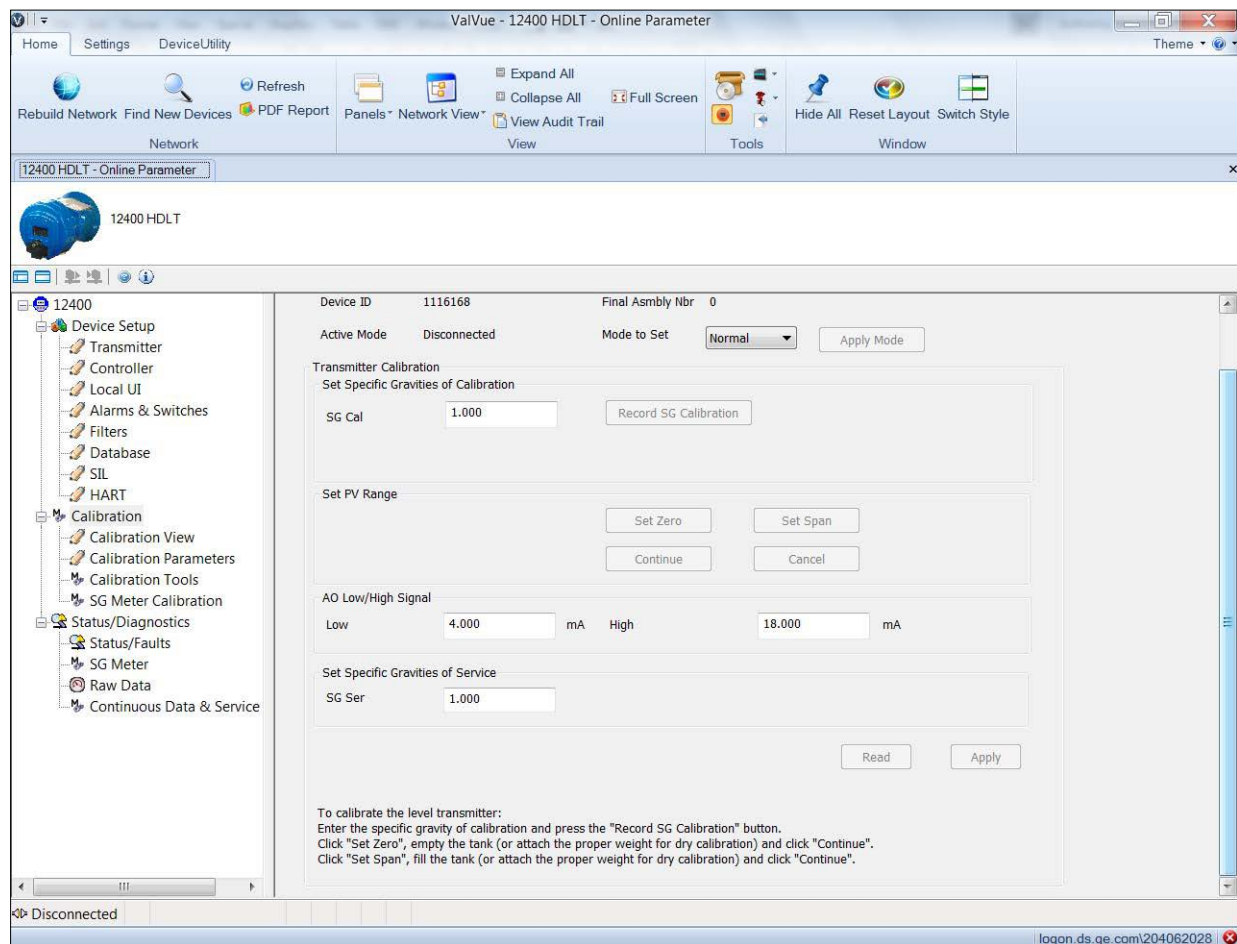 ValVue - 12400 HDLT - Online Parameter
Home Settings DeviceUtility Theme
Rebuild Network Find New Devices Refresh PDF Report
Network
Panels Network View Expand All Collapse All View Audit Trail Full Screen
View
Tools
Hide All Reset Layout Switch Style
Window
12400 HDLT - Online Parameter
12400 HDLT
12400
Device Setup
Transmitter
Controller
Local UI
Alarms & Switches
Filters
Database
SIL
HART
Calibration
Calibration View
Calibration Parameters
Calibration Tools
SG Meter Calibration
Status/Diagnostics
Status/Faults
SG Meter
Raw Data
Continuous Data & Service
Device ID 1116168 Final Asmbly Nbr 0
Active Mode Disconnected Mode to Set Normal Apply Mode
Transmitter Calibration
Set Specific Gravities of Calibration
SG Cal 1.000 Record SG Calibration
Set PV Range
Set Zero Set Span
Continue Cancel
AO Low/High Signal
Low 4.000 mA High 18.000 mA
Set Specific Gravities of Service
SG Ser 1.000
Read Apply
To calibrate the level transmitter:
Enter the specific gravity of calibration and press the "Record SG Calibration" button.
Click "Set Zero", empty the tank (or attach the proper weight for dry calibration) and click "Continue".
Click "Set Span", fill the tank (or attach the proper weight for dry calibration) and click "Continue".
Disconnected
logon.ds.ge.com\204062028